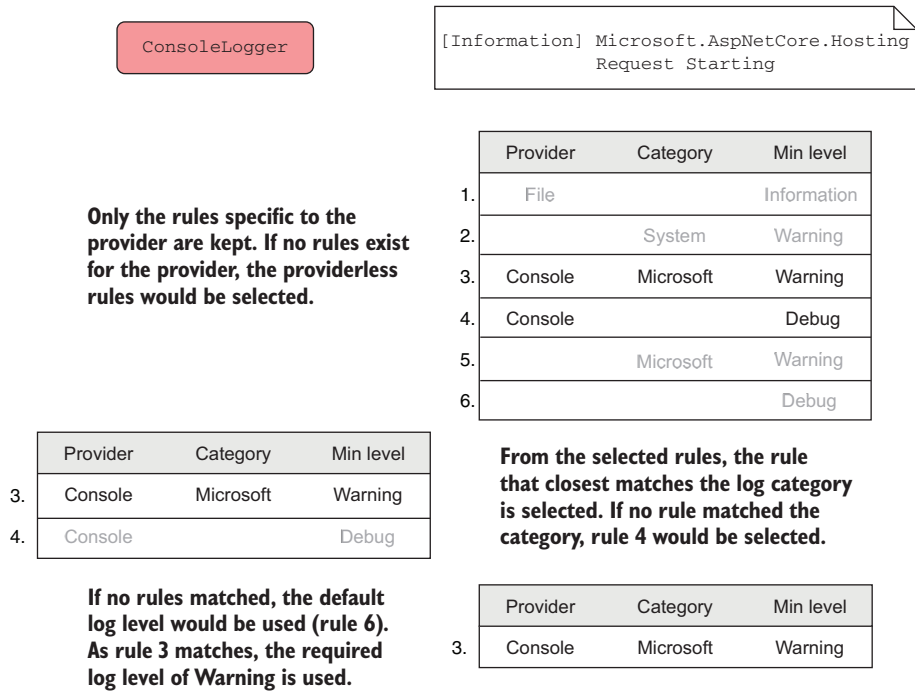 ConsoleLogger
[Information] Microsoft.AspNetCore.Hosting
Request Starting
Only the rules specific to the
provider are kept. If no rules exist
for the provider, the providerless
rules would be selected.
Provider Category Min level
1. File Information
2. System Warning
3. Console Microsoft Warning
4. Console Debug
5. Microsoft Warning
6. Debug
Provider Category Min level
3. Console Microsoft Warning
4. Console Debug
From the selected rules, the rule
that closest matches the log category
is selected. If no rule matched the
category, rule 4 would be selected.
If no rules matched, the default
log level would be used (rule 6).
As rule 3 matches, the required
log level of Warning is used.
Provider Category Min level
3. Console Microsoft Warning